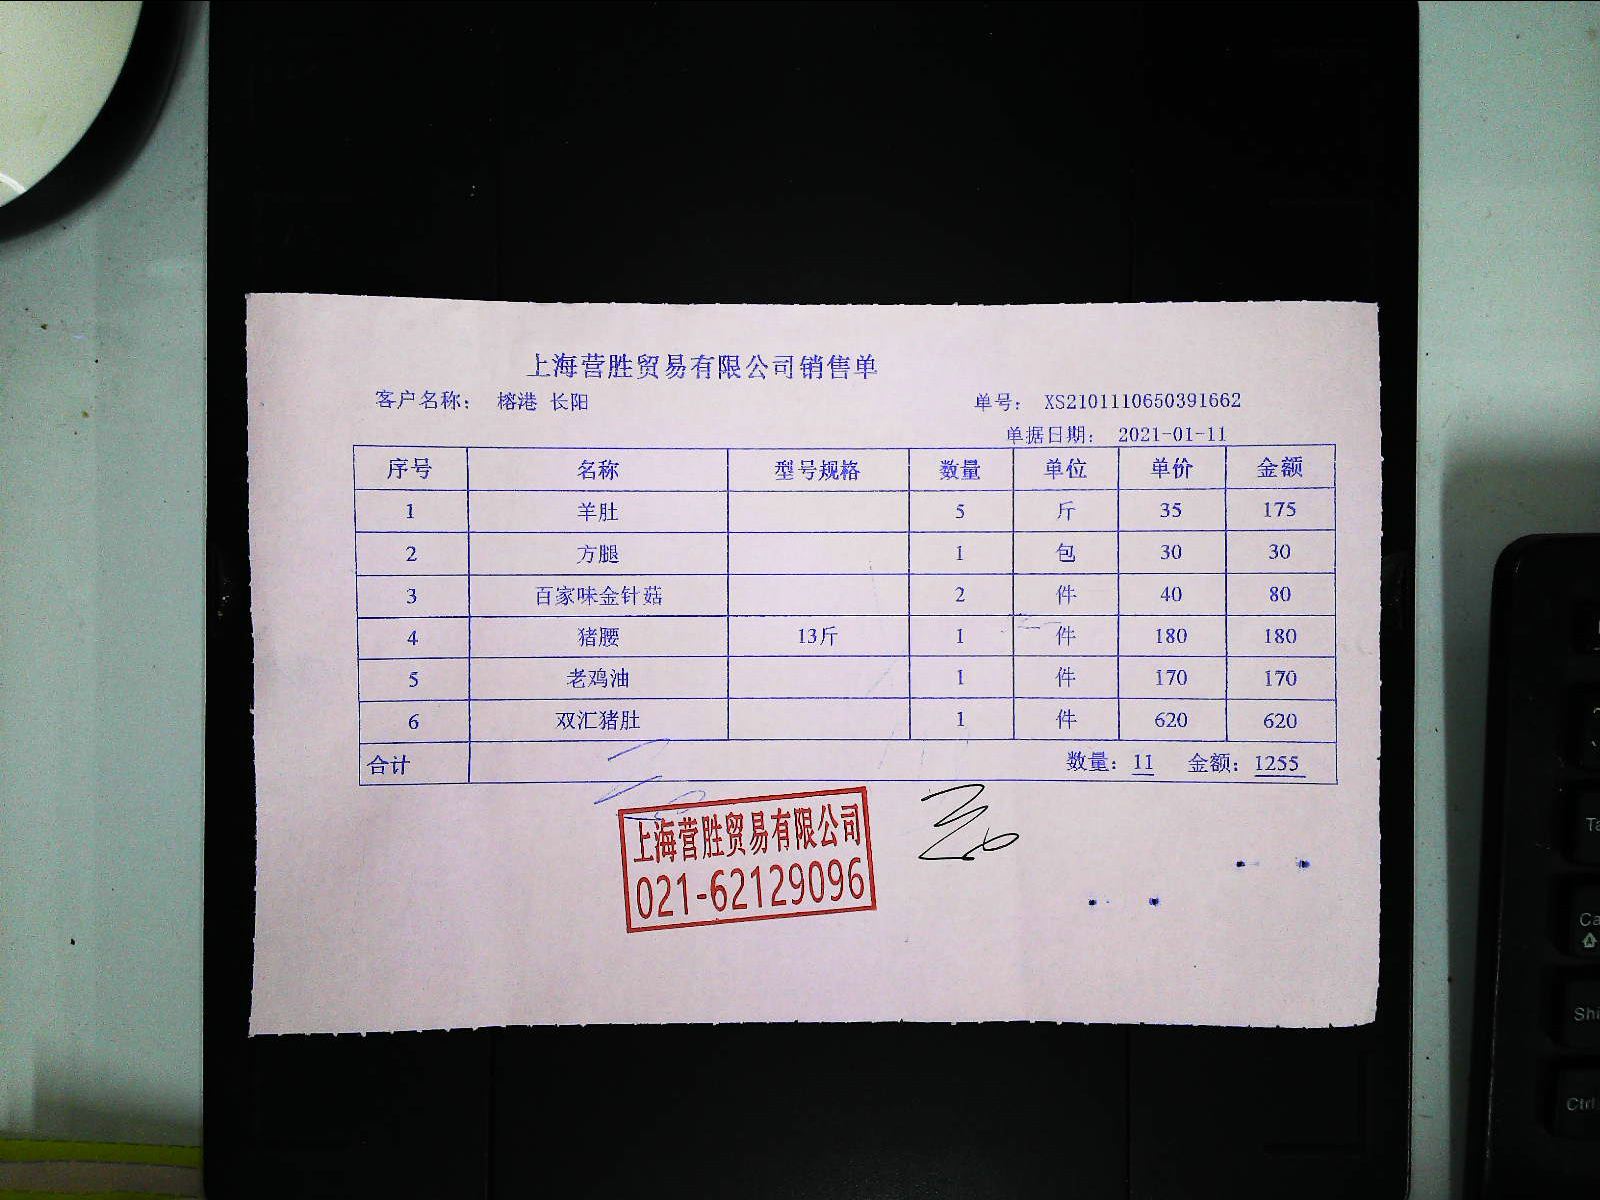 上海营胜贸易有限公司销售单
客户名称： 榕港 长阳 单号： XS2101110650391662
单据日期： 2021-01-11
序号 名称 型号规格 数量 单位 单价 金额
1 羊肚 5 斤 35 175
2 方腿 1 包 30 30
3 百家味金针菇 2 件 40 80
4 猪腰 13斤 1 件 180 180
5 老鸡油 1 件 170 170
6 双汇猪肚 1 件 620 620
合计 数量： 11 金额： 1255
上海营胜贸易有限公司
021-62129096
Ctrl